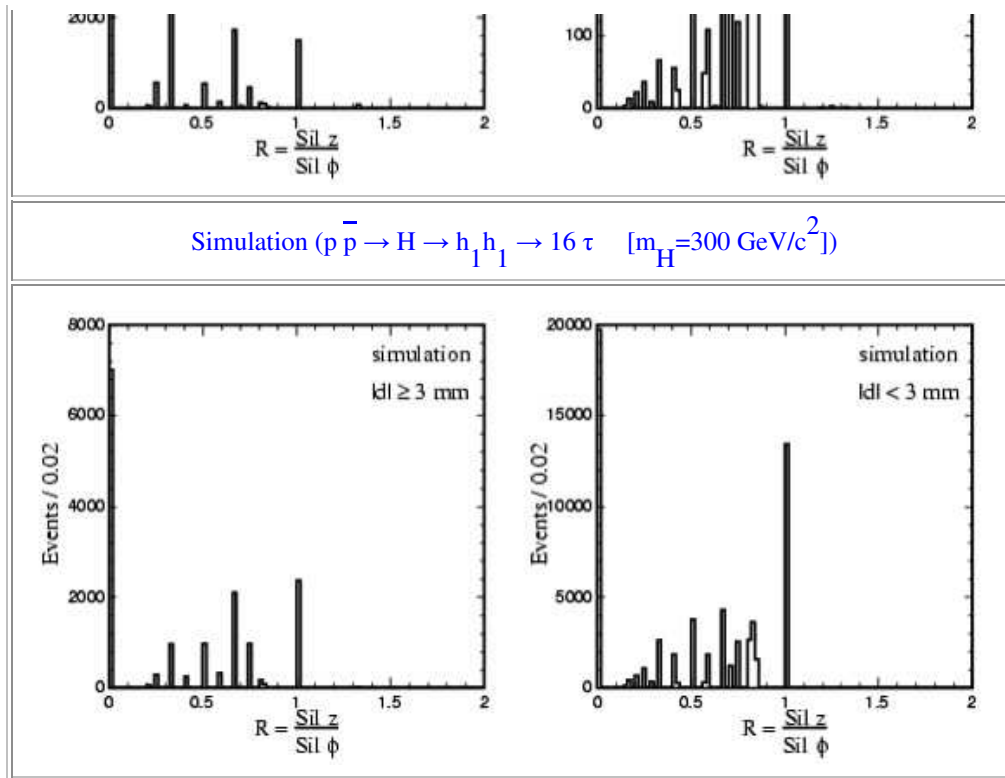 2000
0
0 0.5 1 1.5 2
R = Sil z / Sil ϕ
100
0
0 0.5 1 1.5 2
R = Sil z / Sil ϕ
Simulation (p p̅ → H → h₁h₁ → 16 τ [m_H=300 GeV/c²])
8000
6000
4000
2000
0
Events / 0.02
simulation
|d| ≥ 3 mm
0 0.5 1 1.5 2
R = Sil z / Sil ϕ
20000
15000
10000
5000
0
Events / 0.02
simulation
|d| < 3 mm
0 0.5 1 1.5 2
R = Sil z / Sil ϕ